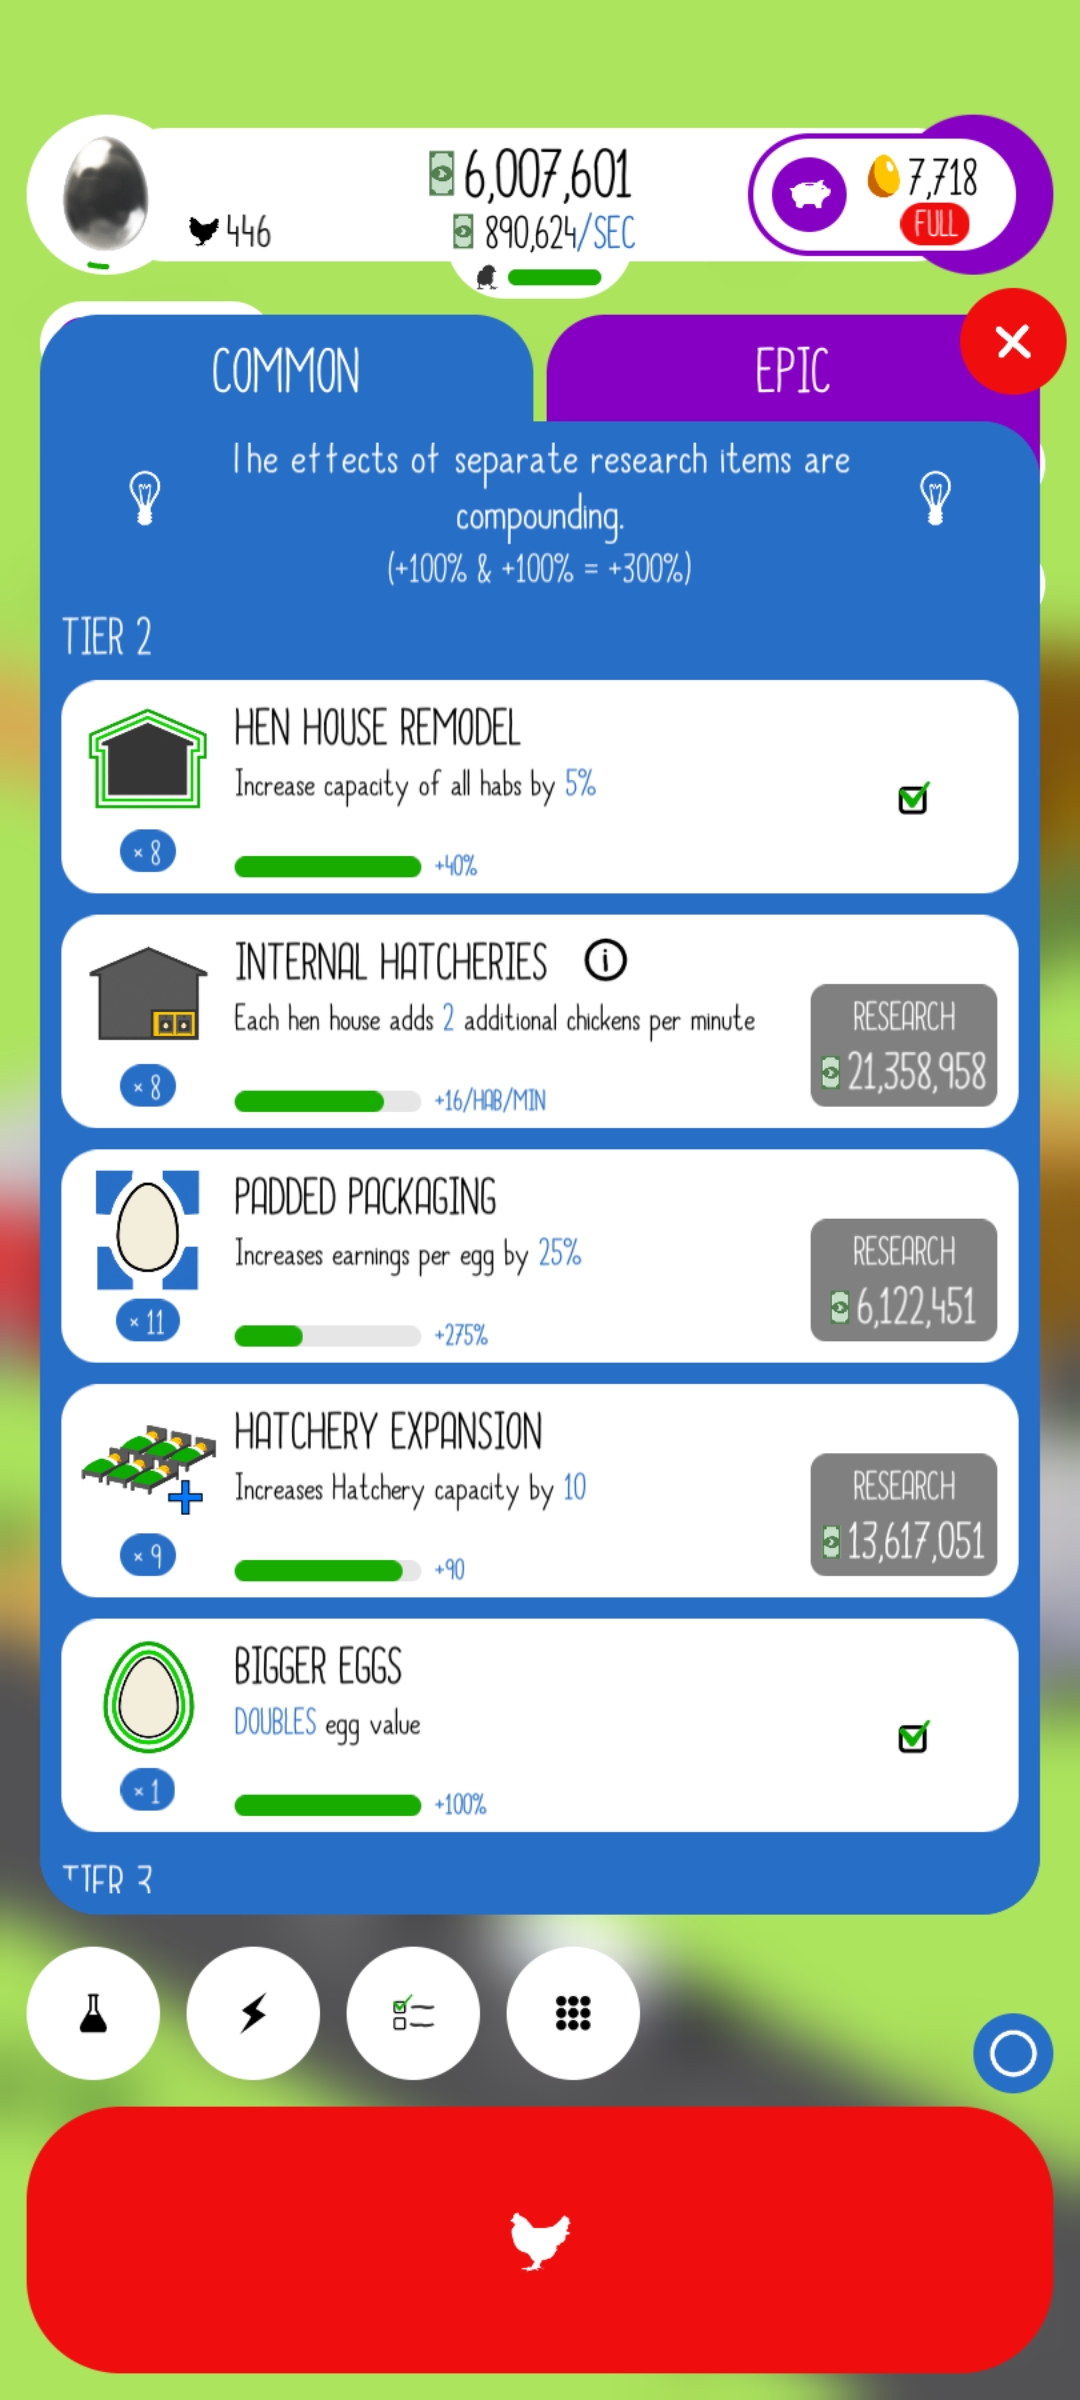 6,007,601
7,718
446
890,624/SEC
FULL
COMMON
EPIC
The effects of separate research items are
compounding.
(+100% & +100% = +300%)
TIER 2
HEN HOUSE REMODEL
Increase capacity of all habs by 5%
× 8
+40%
INTERNAL HATCHERIES i
Each hen house adds 2 additional chickens per minute
RESEARCH
21,358,958
× 8
+16/HAB/MIN
PADDED PACKAGING
Increases earnings per egg by 25%
RESEARCH
6,122,451
× 11
+275%
HATCHERY EXPANSION
Increases Hatchery capacity by 10
RESEARCH
13,617,051
× 9
+90
BIGGER EGGS
DOUBLES egg value
× 1
+100%
TIER 3